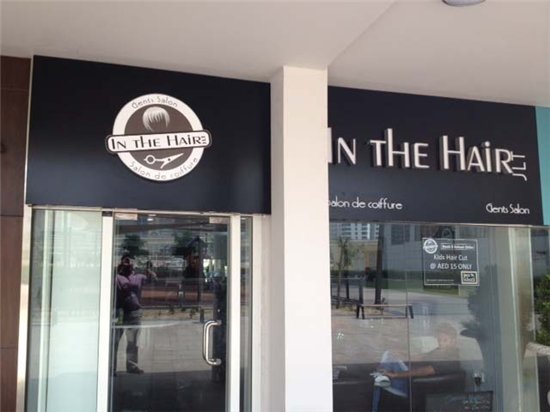 Gents Salon
IN THE HAIR JLT
Salon de coiffure
IN THE HAIR JLT
Salon de coiffure
Gents Salon
Kids Hair Cut
@ AED 15 ONLY